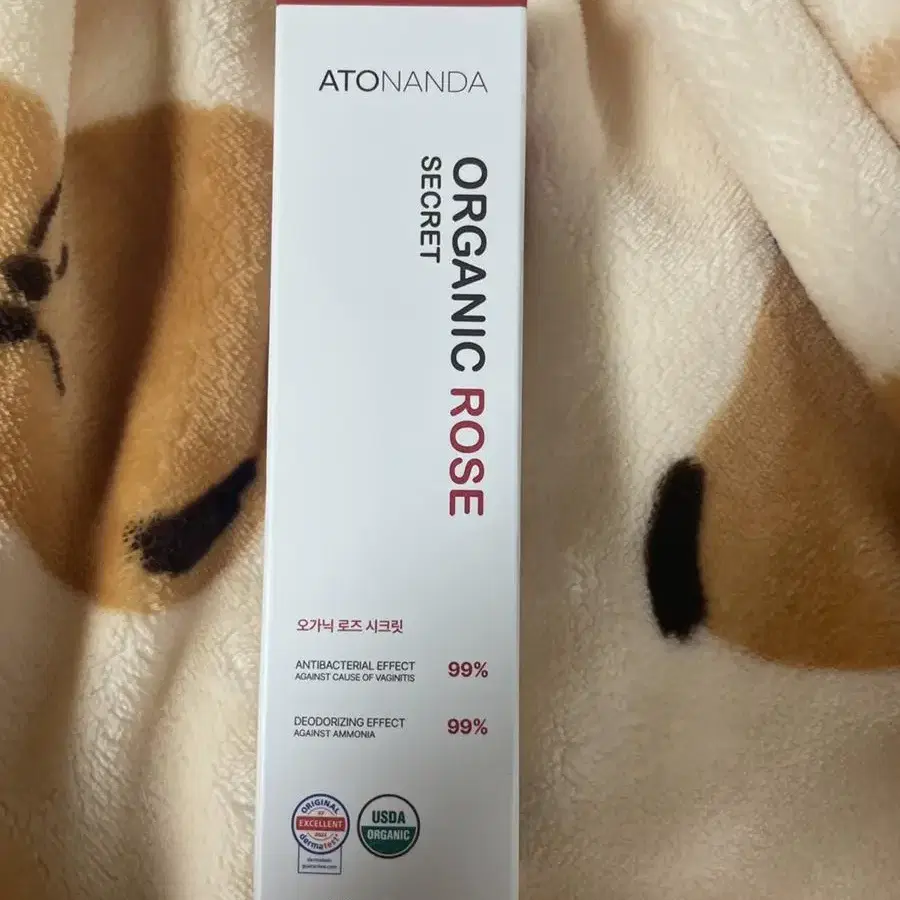 ATONANDA
ORGANIC ROSE
SECRET
오가닉 로즈 시크릿
ANTIBACTERIAL EFFECT 99%
AGAINST CAUSE OF VAGINITIS
DEODORIZING EFFECT 99%
AGAINST AMMONIA
ORIGINAL
EXCELLENT
dermatest
USDA
ORGANIC